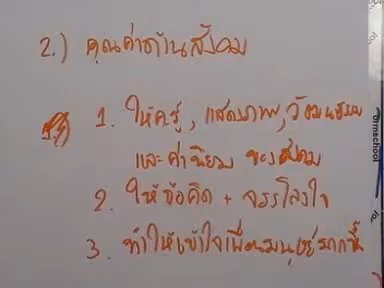 2.) คุณค่าด้านสังคม
1. ให้ความรู้, แสดงภาพ, วัฒนธรรม
และ ค่านิยม ของสังคม
2. ให้ข้อคิด + จรรโลงใจ
3. ทำให้เข้าใจเพื่อนมนุษย์มากขึ้น
ormschool